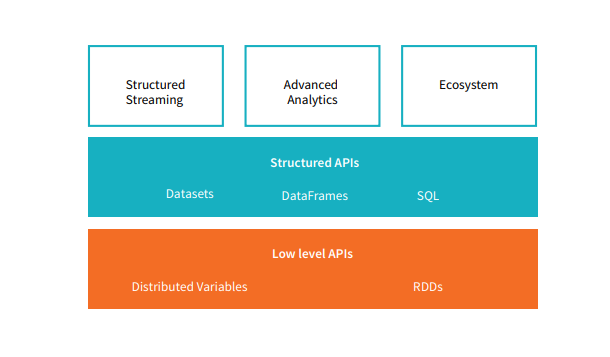 Structured
Streaming
Advanced
Analytics
Ecosystem
Structured APIs
Datasets
DataFrames
SQL
Low level APIs
Distributed Variables
RDDs